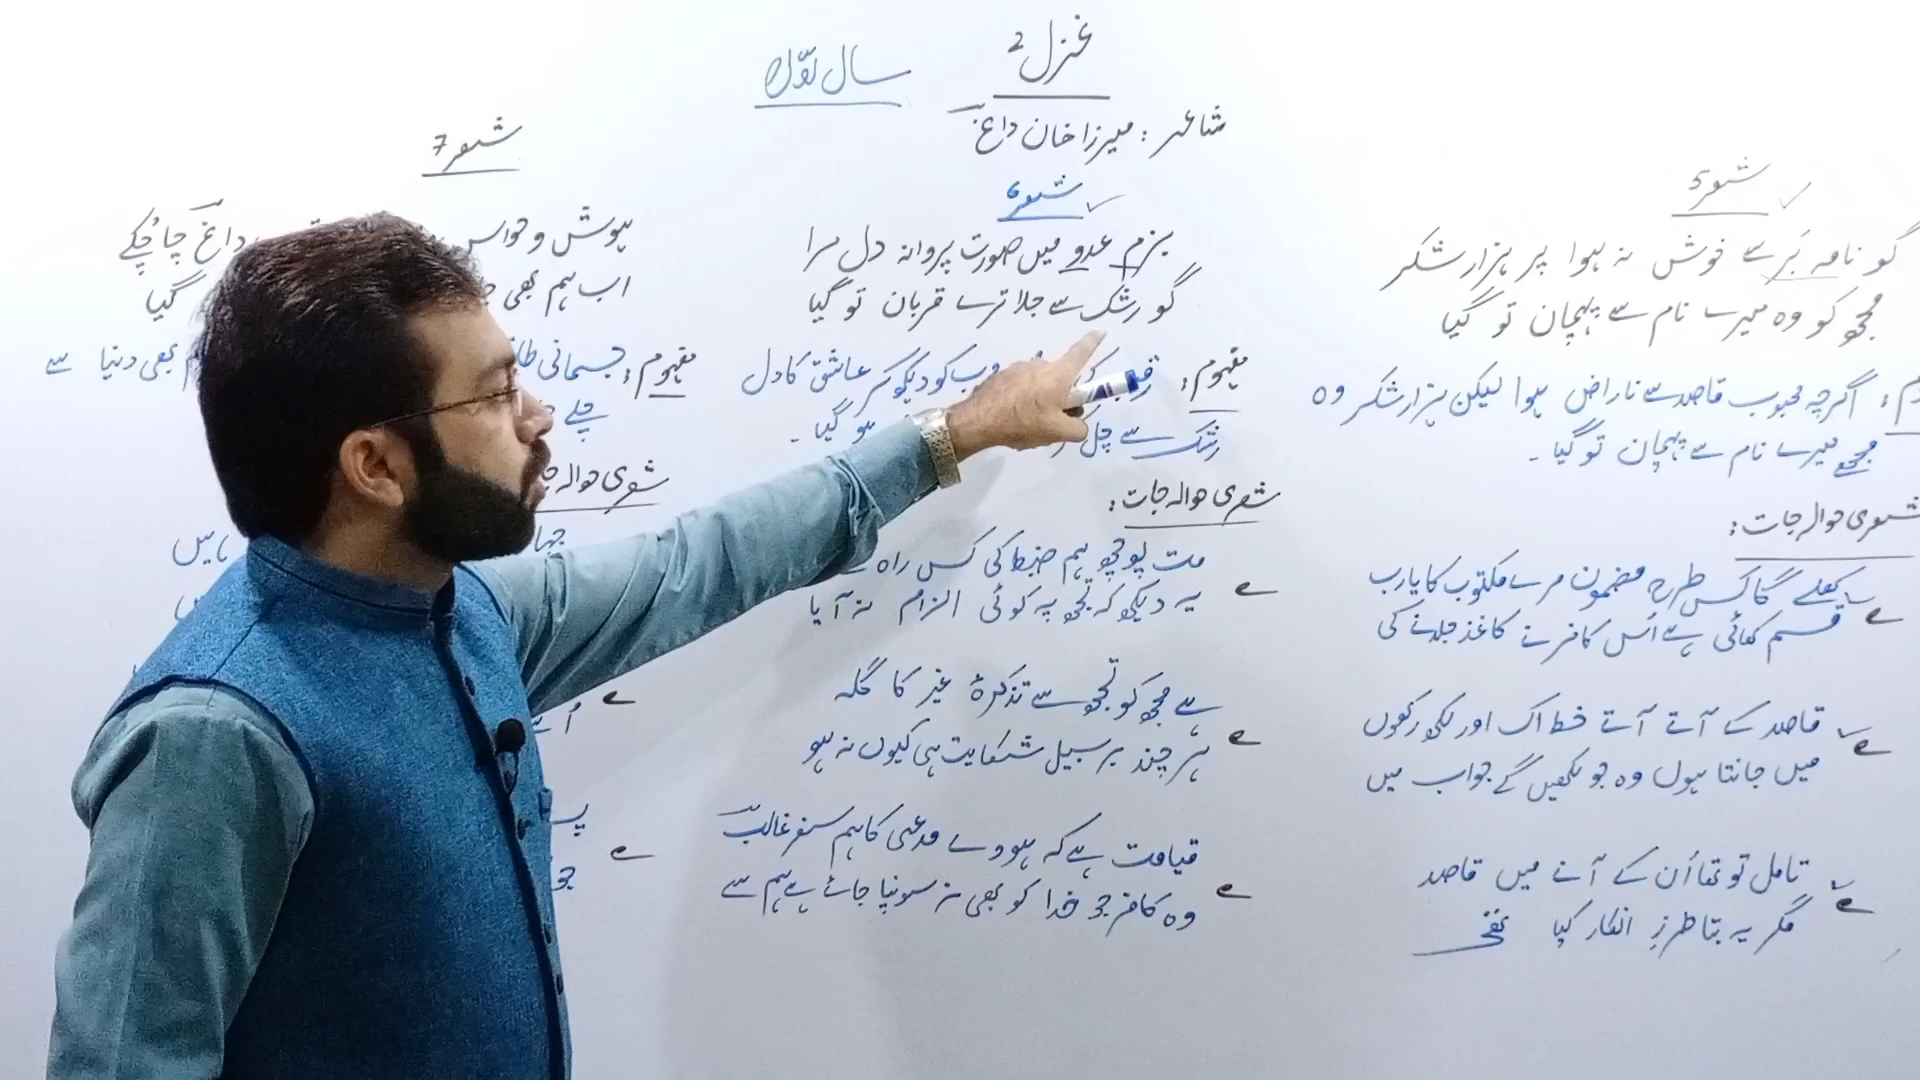 غزل 2
سال اوّل
شاعر : میرزا خان داغؔ
شعر 5
گو نامہ بَر سے خوش نہ ہوا پر ہزار شکر
مجھ کو وہ میرے نام سے پہچان تو گیا
اگرچہ محبوب قاصد سے ناراض ہوا لیکن ہزار شکر وہ
مجھے میرے نام سے پہچان تو گیا ۔
شعری حوالہ جات :
کھلے گا کس طرح مضمون مرے مکتوب کا یارب
قسم کھائی ہے اُس کافر نے کاغذ جلانے کی
قاصد کے آتے آتے خط اک اور لکھ رکھوں
میں جانتا ہوں وہ جو لکھیں گے جواب میں
تامل تو تھا اُن کے آنے میں قاصد
مگر یہ بتا طرزِ انکار کیا تھی
شعر 6
بزمِ عدو میں صورت پروانہ دل مرا
گو رشک سے جلا ترے قربان تو گیا
مفہوم : کو دیکھ کر عاشق کا دل
رشک سے جل ہو گیا ۔
شعری حوالہ جات :
مت پوچھ ہم ضبط کی کس راہ سے
یہ دیکھ کہ تجھ پہ کوئی الزام نہ آیا
ہے مجھ کو تجھ سے تذکرۂ غیر کا گلہ
ہر چند بر سبیل شکایت ہی کیوں نہ ہو
قیامت ہے کہ ہووے مدعی کا ہم سفر غالبؔ
وہ کافر جو خدا کو بھی نہ سونپا جائے ہے ہم سے
شعر 7
ہوش و حواس داغؔ جا چُکے
اب ہم بھی گیا
مفہوم : جسمانی بھی دنیا سے
چلے
شعری حوالہ
ہیں